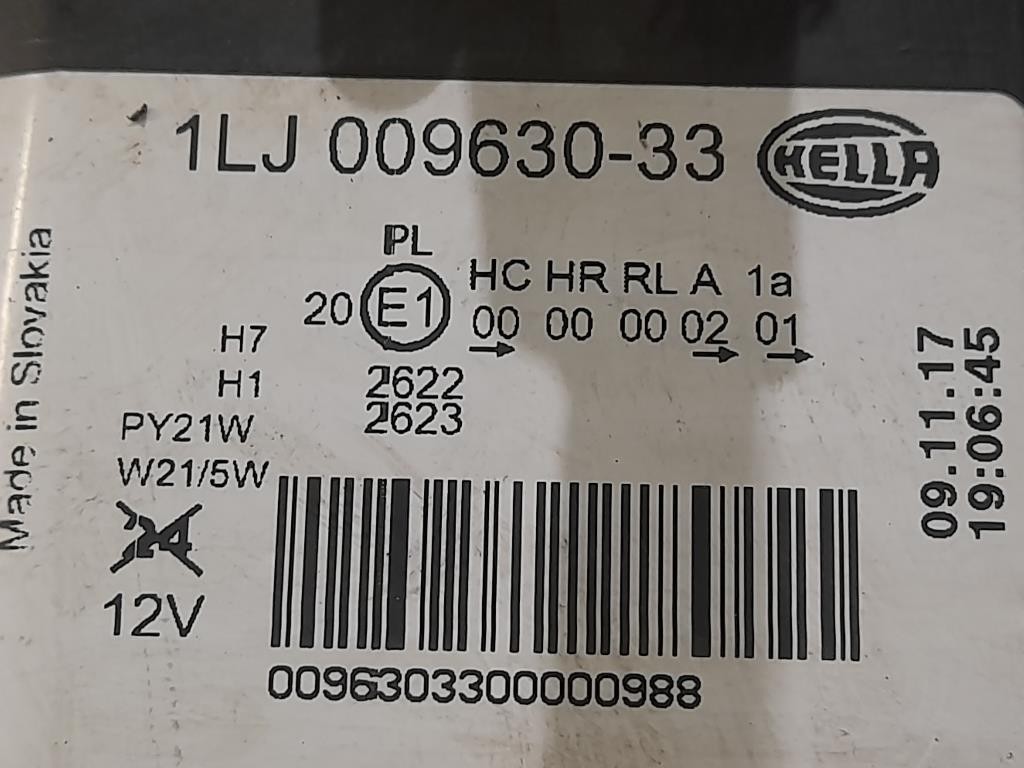 1LJ 009630-33 HELLA
PL
20 E1 HC HR RL A 1a
00 00 00 02 01
H7
H1 2622
PY21W 2623
W21/5W
24
12V
0096303300000988
Made in Slovakia
09.11.17
19:06:45